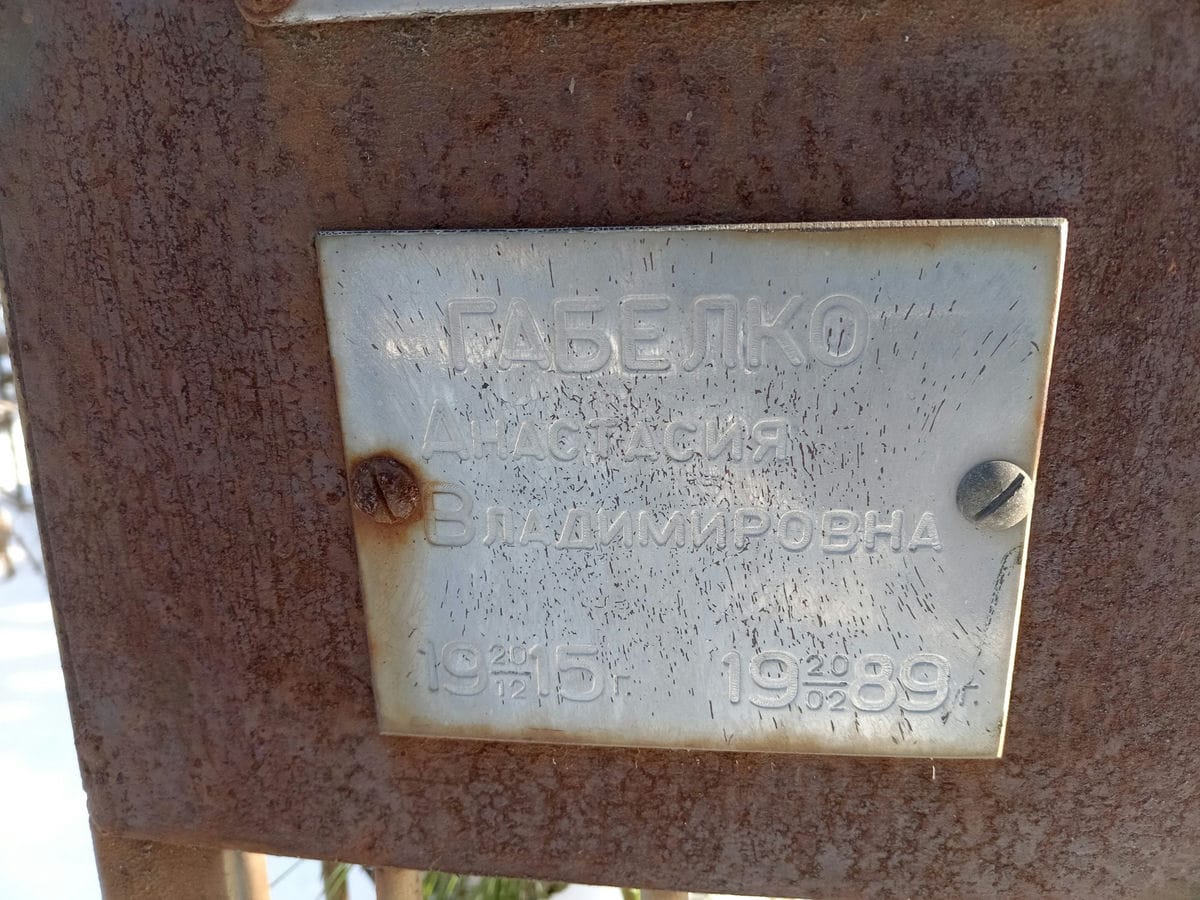 ГАБЕЛКО
Анастасия
Владимировна
19 20/12 15 г. 19 20/02 89 г.